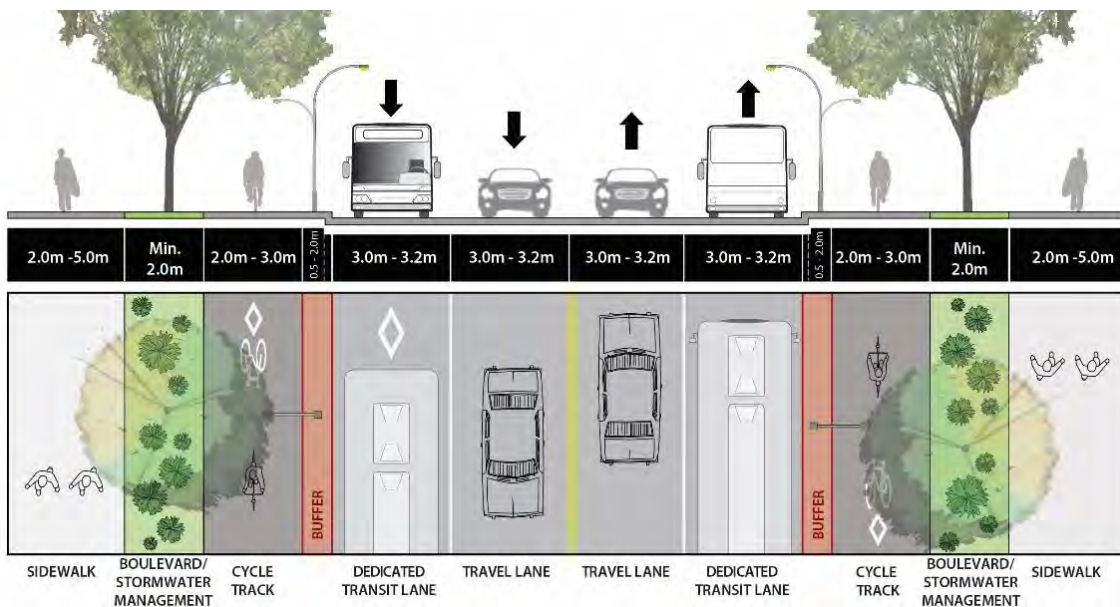 2.0m -5.0m
Min.
2.0m
2.0m - 3.0m
0.5 - 2.0m
3.0m - 3.2m
3.0m - 3.2m
3.0m - 3.2m
3.0m - 3.2m
0.5 - 2.0m
2.0m - 3.0m
Min.
2.0m
2.0m -5.0m
BUFFER
BUFFER
SIDEWALK
BOULEVARD/
STORMWATER
MANAGEMENT
CYCLE
TRACK
DEDICATED
TRANSIT LANE
TRAVEL LANE
TRAVEL LANE
DEDICATED
TRANSIT LANE
CYCLE
TRACK
BOULEVARD/
STORMWATER
MANAGEMENT
SIDEWALK